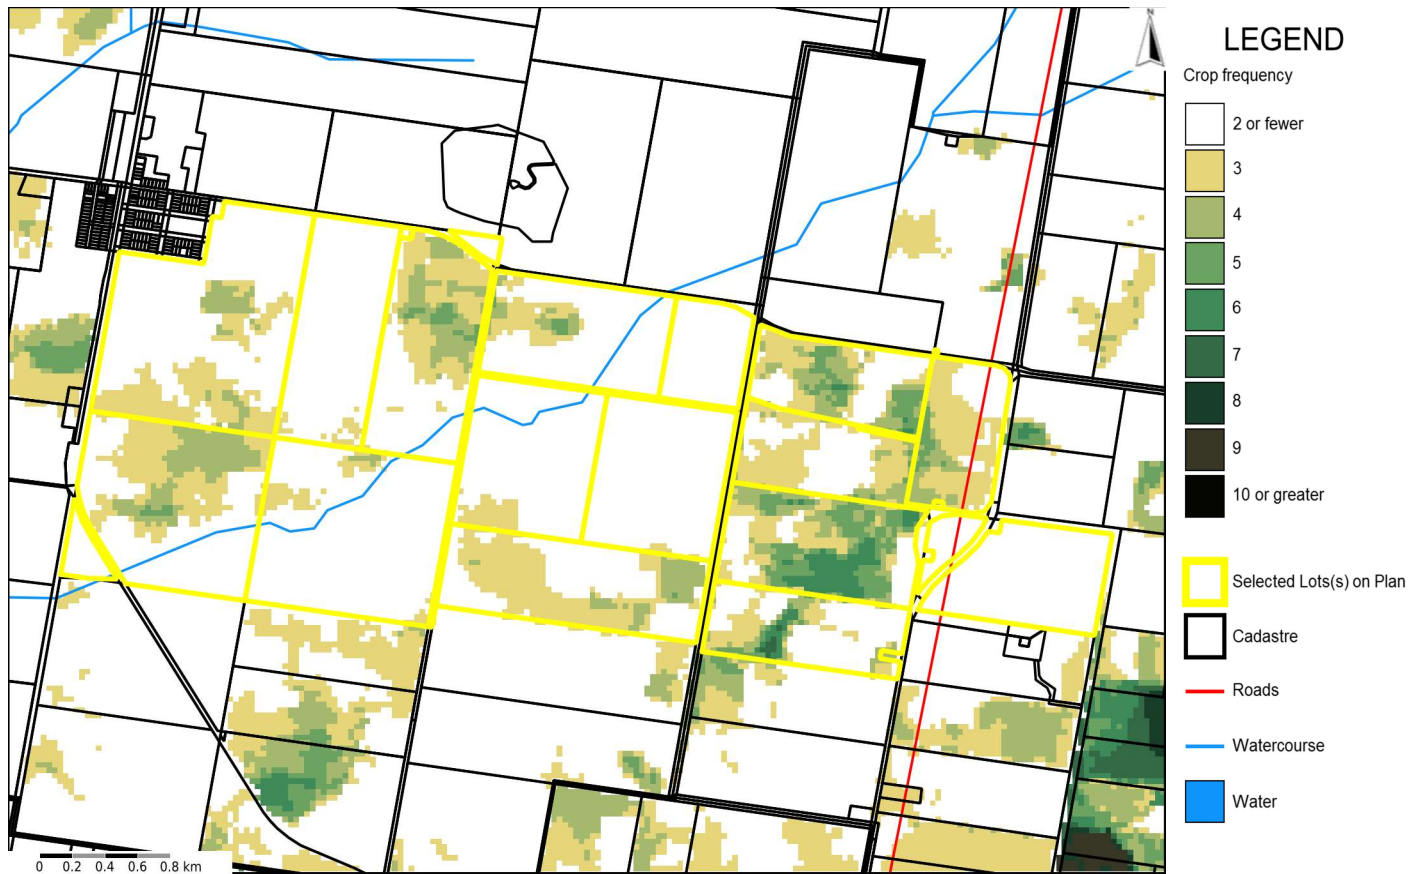 N
LEGEND
Crop frequency
2 or fewer
3
4
5
6
7
8
9
10 or greater
Selected Lots(s) on Plan
Cadastre
Roads
Watercourse
Water
0 0.2 0.4 0.6 0.8 km